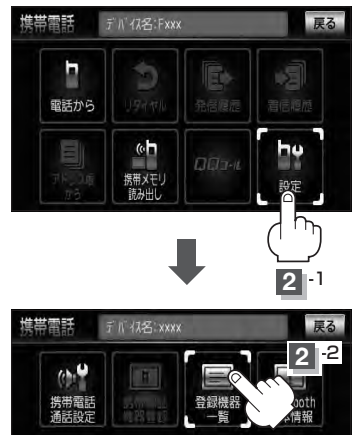 携帯電話 デバイス名:Fxxx 戻る
電話から リダイヤル 発信履歴 着信履歴
アドレス帳から 携帯メモリ読み出し QQコール 設定
2-1
携帯電話 デバイス名:xxxx 戻る
2-2
携帯電話通話設定 登録機器一覧 ooth
情報